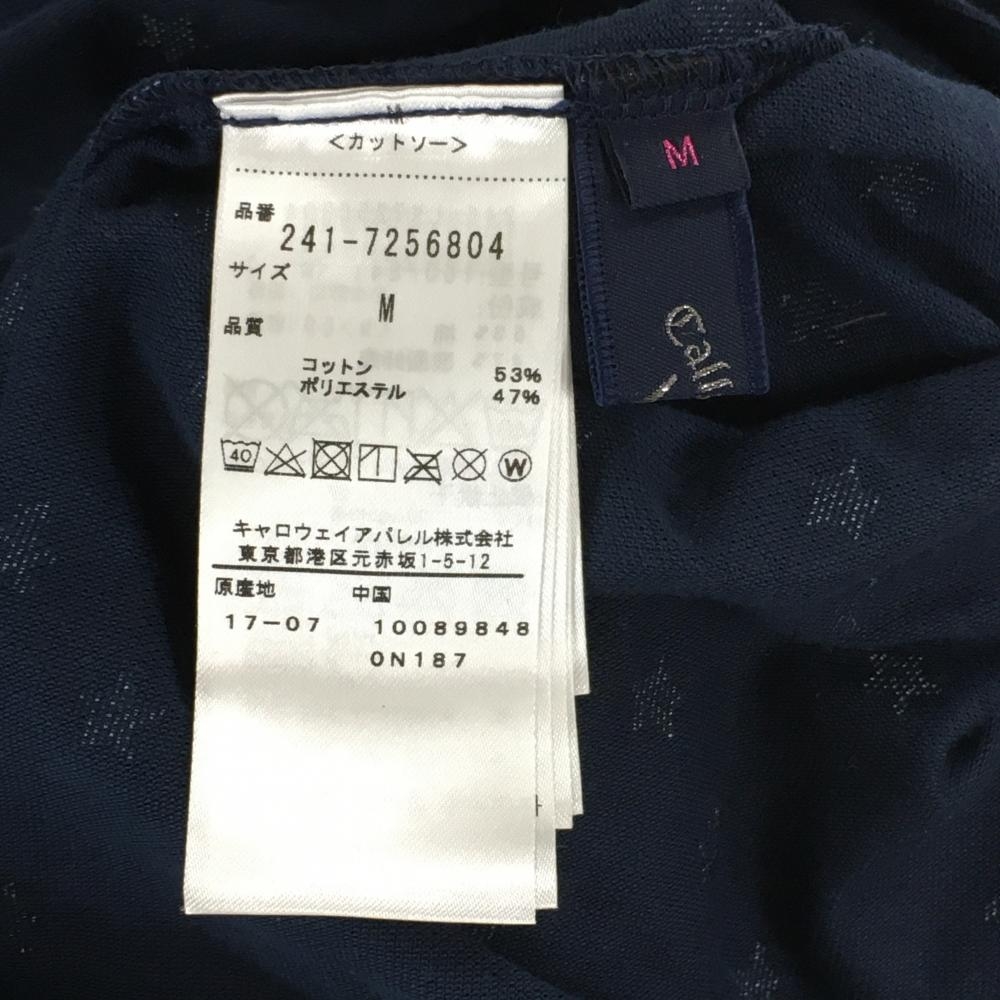 M
<カットソー>
品番
241-7256804
サイズ
M
品質
コットン 53%
ポリエステル 47%
40
W
キャロウェイアパレル株式会社
東京都港区元赤坂1-5-12
原産地 中国
17-07 10089848
0N187
M
Call